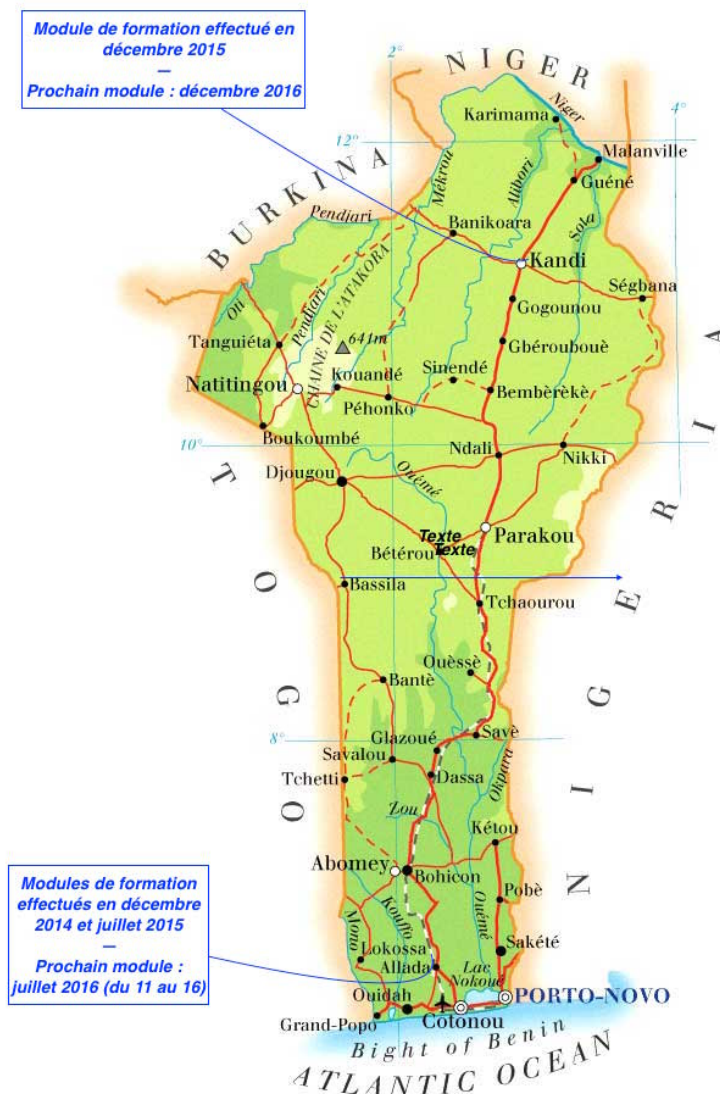 Module de formation effectué en
décembre 2015
—
Prochain module : décembre 2016
2°
NIGER
4°
Karimama
Niger
12°
Malanville
Guéné
BURKINA
Mékrou
Alibori
Sola
Pendjari
Banikoara
Kandi
Ségbana
Oti
Pendjari
CHAINE DE L'ATAKORA
Gogounou
641m
Tanguiéta
Gbérouboué
Natitingou
Kouandé
Sinendé
Bembèrèkè
Péhonko
Boukoumbé
10°
Ndali
Nikki
Djougou
Ouémé
Texte
Texte
Parakou
Bétérou
Bassila
Tchaourou
TOGO
NIGERIA
Ouèssè
Bantè
8°
Savè
Glazoué
Savalou
Okpara
Tchetti
Dassa
Zou
Kétou
Abomey
Bohicon
Modules de formation
effectués en décembre
2014 et juillet 2015
—
Prochain module :
juillet 2016 (du 11 au 16)
Mono
Kouffo
Ouémé
Pobè
Lokossa
Sakété
Allada
Lac
Nokoué
Ouidah
PORTO-NOVO
Grand-Popo
Cotonou
Bight of Benin
ATLANTIC OCEAN